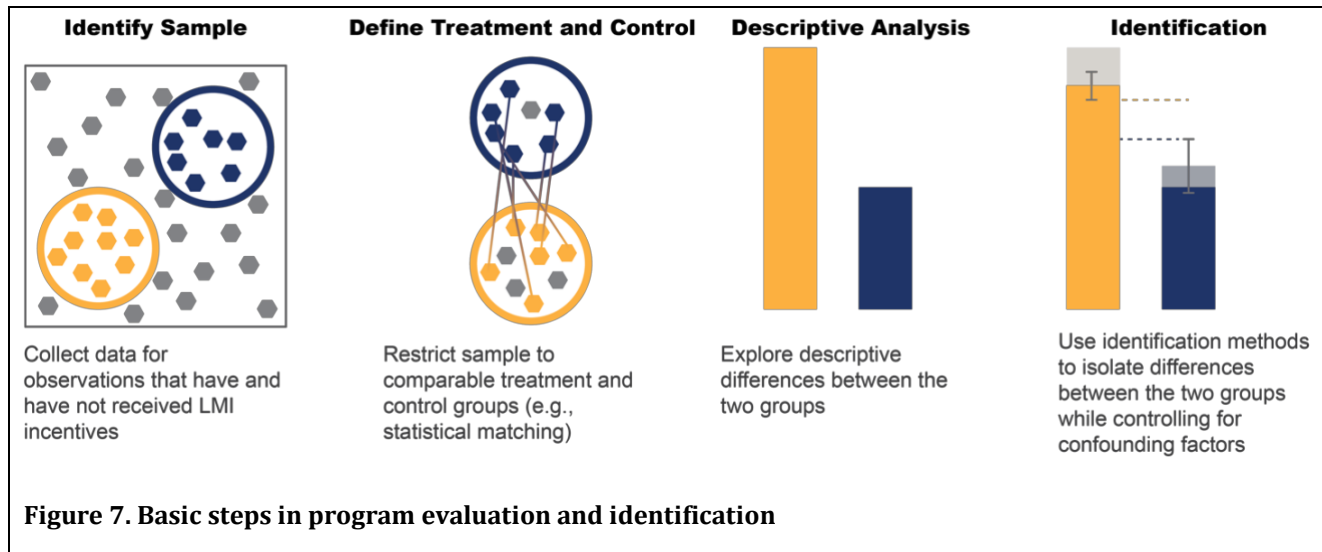 Identify Sample
Define Treatment and Control
Descriptive Analysis
Identification
Collect data for
observations that have and
have not received LMI
incentives
Restrict sample to
comparable treatment and
control groups (e.g.,
statistical matching)
Explore descriptive
differences between the
two groups
Use identification methods
to isolate differences
between the two groups
while controlling for
confounding factors
Figure 7. Basic steps in program evaluation and identification